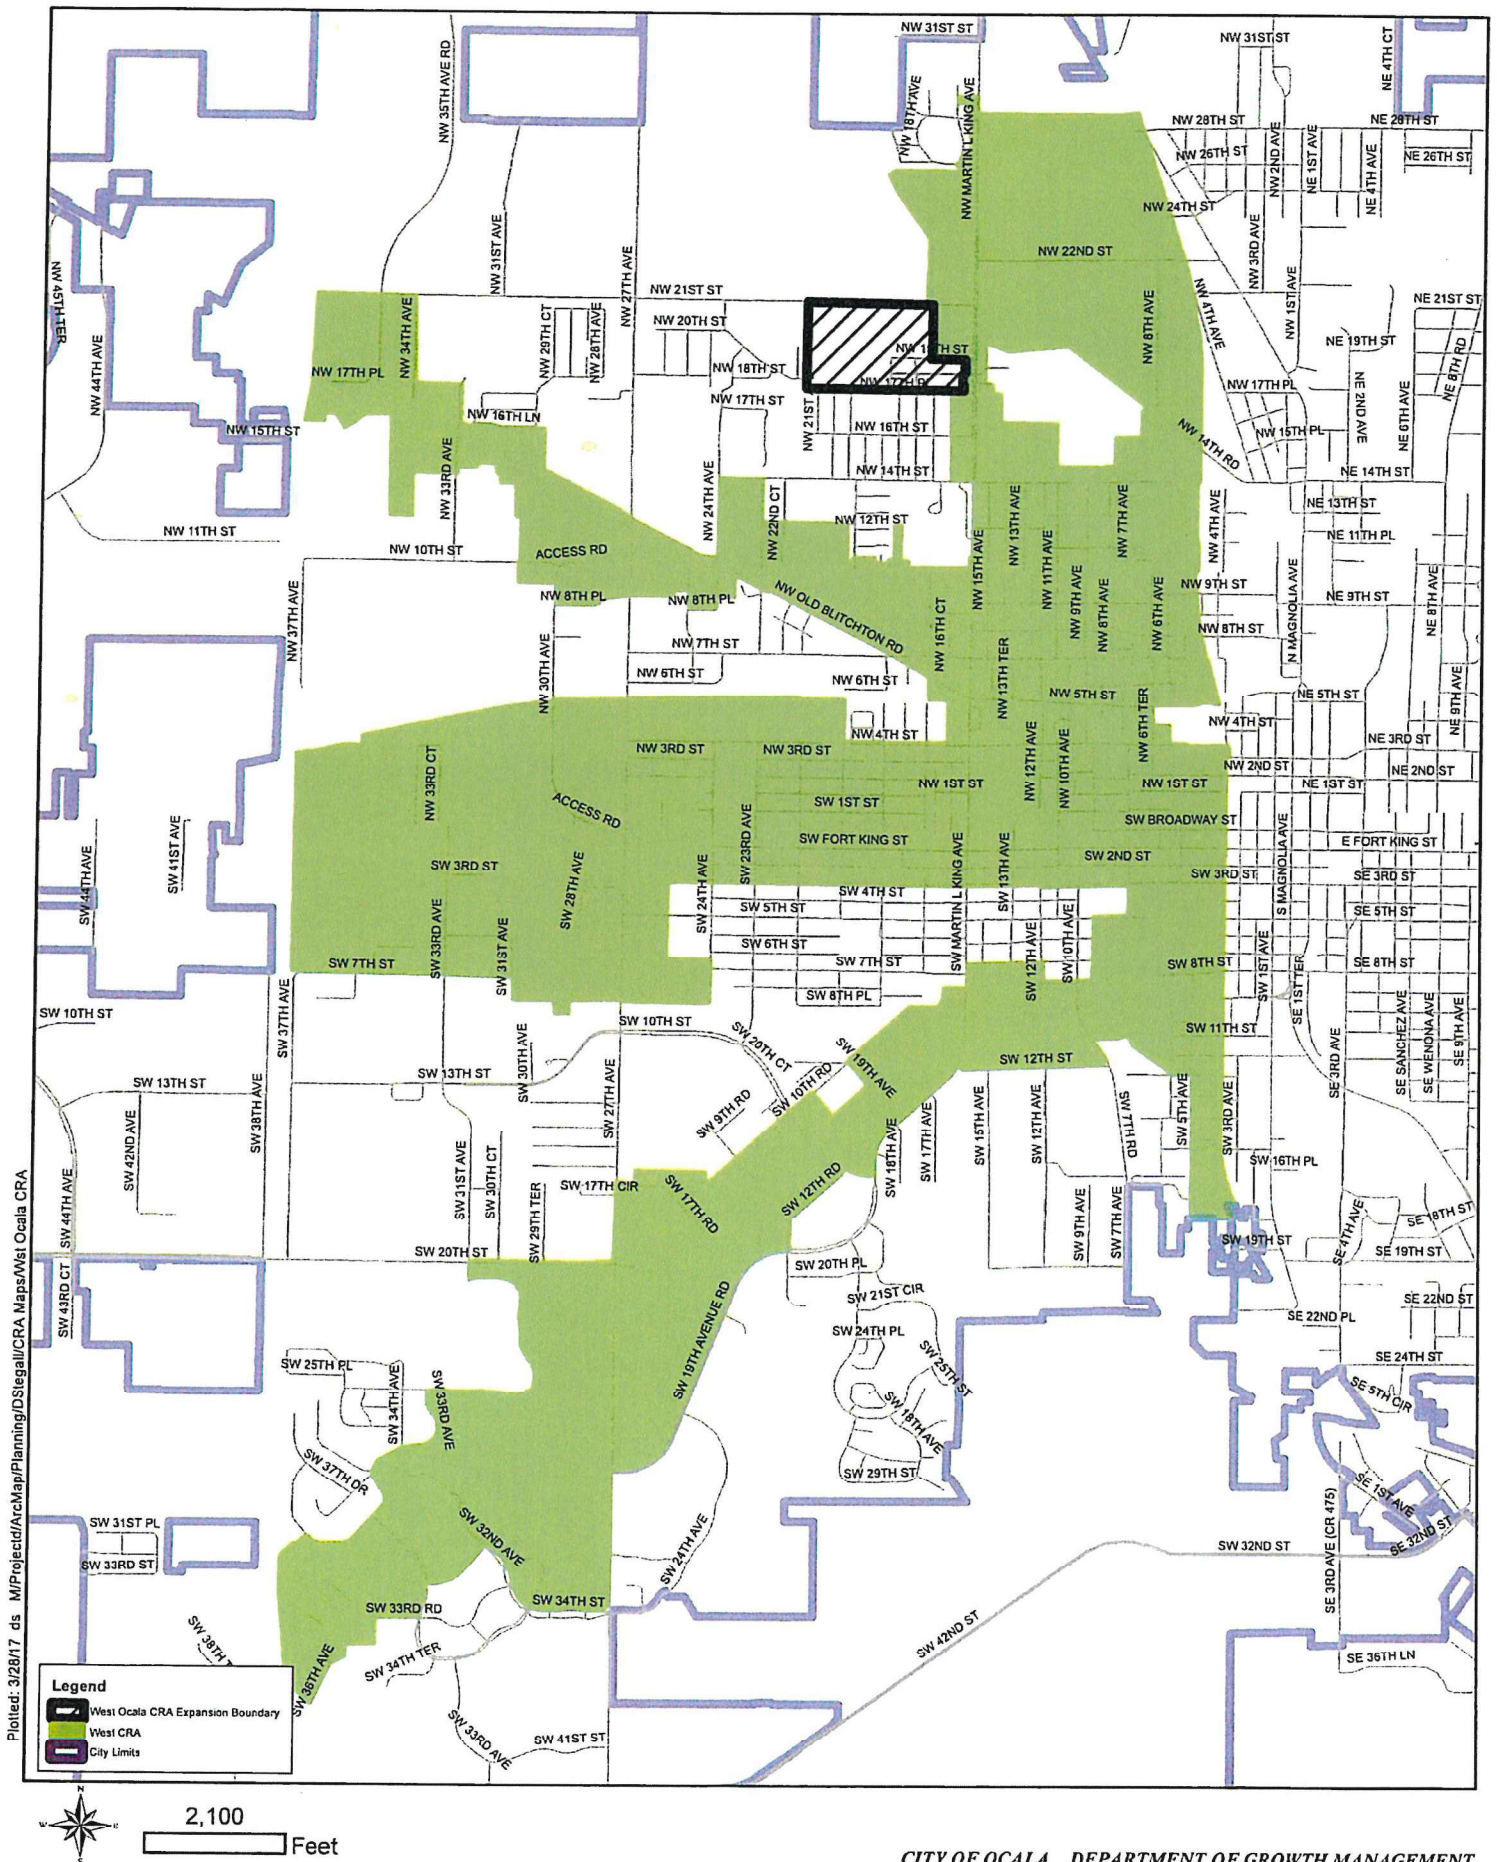 NW 31ST ST
NW 31ST ST
NE 4TH CT
NW 35TH AVE RD
NW 18TH AVE
NW MARTIN L KING AVE
NW 28TH ST
NE 28TH ST
NW 26TH ST
NW 2ND AVE
NE 1ST AVE
NE 4TH AVE
NE 26TH ST
NW 24TH ST
NW 31ST AVE
NW 22ND ST
NW 3RD AVE
NW 45TH TER
NW 27TH AVE
NW 21ST ST
NW 4TH AVE
NW 1ST AVE
NE 21ST ST
NW 34TH AVE
NW 29TH CT
NW 28TH AVE
NW 20TH ST
NW 8TH AVE
NE 19TH ST
NE 8TH RD
NW 44TH AVE
NW 17TH PL
NW 18TH ST
NW 17TH PL
NE 2ND AVE
NE 6TH AVE
NW 16TH LN
NW 17TH ST
NW 21ST
NW 16TH ST
NW 15TH ST
NW 15TH PL
NW 14TH RD
NW 33RD AVE
NW 24TH AVE
NW 14TH ST
NE 14TH ST
NW 22ND CT
NW 12TH ST
NW 13TH AVE
NW 7TH AVE
NW 4TH AVE
NE 13TH ST
NW 11TH ST
NW 10TH ST
ACCESS RD
NW 15TH AVE
NW 11TH AVE
NE 11TH PL
NW 37TH AVE
NW 8TH PL
NW 8TH PL
NW OLD BLITCHTON RD
NW 16TH CT
NW 9TH AVE
NW 8TH AVE
NW 6TH AVE
NW 9TH ST
N MAGNOLIA AVE
NE 9TH ST
NE 8TH AVE
NW 8TH ST
NW 30TH AVE
NW 7TH ST
NW 6TH ST
NW 6TH ST
NW 13TH TER
NW 5TH ST
NW 6TH TER
NE 5TH ST
NE 9TH AVE
NW 4TH ST
NW 4TH ST
NW 33RD CT
NW 3RD ST
NW 3RD ST
NW 12TH AVE
NW 10TH AVE
NE 3RD ST
NW 2ND ST
NE 2ND ST
NW 1ST ST
NW 1ST ST
NE 1ST ST
ACCESS RD
SW 1ST ST
SW BROADWAY ST
SW 41ST AVE
SW 23RD AVE
SW FORT KING ST
E FORT KING ST
SW 44TH AVE
SW 3RD ST
SW 28TH AVE
SW 24TH AVE
SW MARTIN L KING AVE
SW 13TH AVE
SW 2ND ST
SW 3RD ST
S MAGNOLIA AVE
SE 3RD ST
SW 4TH ST
SW 5TH ST
SE 5TH ST
SW 33RD AVE
SW 31ST AVE
SW 6TH ST
SW 12TH AVE
SW 10TH AVE
SW 7TH ST
SW 7TH ST
SW 8TH ST
SW 1ST AVE
SE 1ST TER
SE 8TH ST
SW 8TH PL
SW 10TH ST
SW 37TH AVE
SW 10TH ST
SW 20TH CT
SW 19TH AVE
SW 11TH ST
SE 3RD AVE
SE SANCHEZ AVE
SE WENONA AVE
SE 9TH AVE
SW 30TH AVE
SW 12TH ST
SW 13TH ST
SW 13TH ST
SW 10TH RD
SW 27TH AVE
SW 9TH RD
SW 42ND AVE
SW 38TH AVE
SW 15TH AVE
SW 12TH AVE
SW 7TH RD
SW 5TH AVE
SW 3RD AVE
SW 31ST AVE
SW 30TH CT
SW 18TH AVE
SW 17TH AVE
SW 16TH PL
SW 44TH AVE
SW 29TH TER
SW 17TH CIR
SW 17TH RD
SW 12TH RD
SW 9TH AVE
SW 7TH AVE
SE 4TH AVE
SE 18TH ST
SW 20TH ST
SW 19TH ST
SE 19TH ST
SW 43RD CT
SW 20TH PL
SW 21ST CIR
SE 22ND ST
SE 22ND PL
SW 19TH AVENUE RD
SW 24TH PL
SW 25TH ST
SE 24TH ST
SW 25TH PL
SW 34TH AVE
SW 33RD AVE
SE 5TH CIR
SW 18TH AVE
SW 37TH DR
SW 29TH ST
SE 1ST AVE
SW 31ST PL
SW 32ND AVE
SW 24TH AVE
SE 3RD AVE (CR 475)
SE 32ND ST
SW 32ND ST
SW 33RD ST
SW 33RD RD
SW 34TH ST
SW 38TH T
SW 36TH AVE
SW 34TH TER
SW 42ND ST
SE 36TH LN
SW 33RD AVE
SW 41ST ST
Plotted: 3/28/17 dls M/Projectd/ArcMap/Planning/DStegall/CRA Maps/Wst Ocala CRA
Legend
West Ocala CRA Expansion Boundary
West CRA
City Limits
N
W
S
2,100
Feet
CITY OF OCALA DEPARTMENT OF GROWTH MANAGEMENT